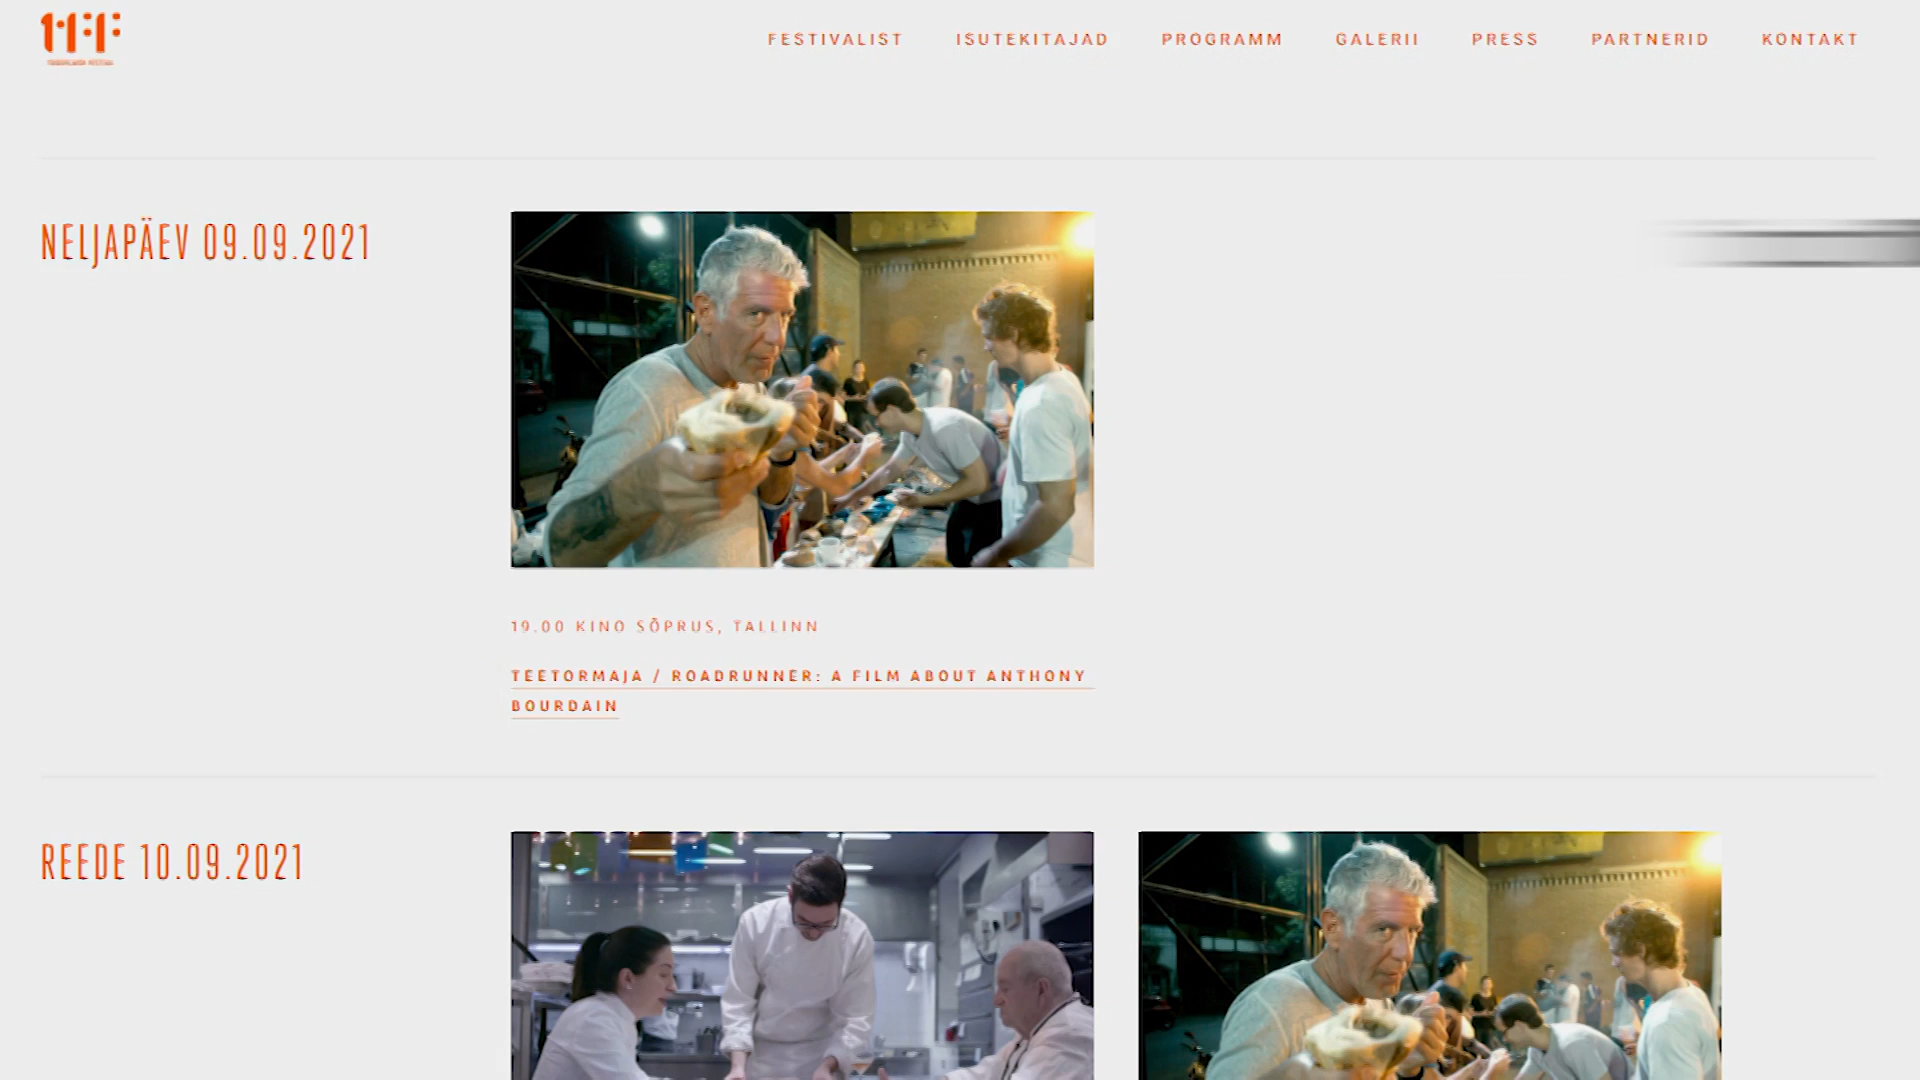 FESTIVALIST ISUTEKITAJAD PROGRAMM GALERII PRESS PARTNERID KONTAKT
NELJAPÄEV 09.09.2021
19.00 KINO SÕPRUS, TALLINN
TEETORMAJA / ROADRUNNER: A FILM ABOUT ANTHONY
BOURDAIN
REEDE 10.09.2021